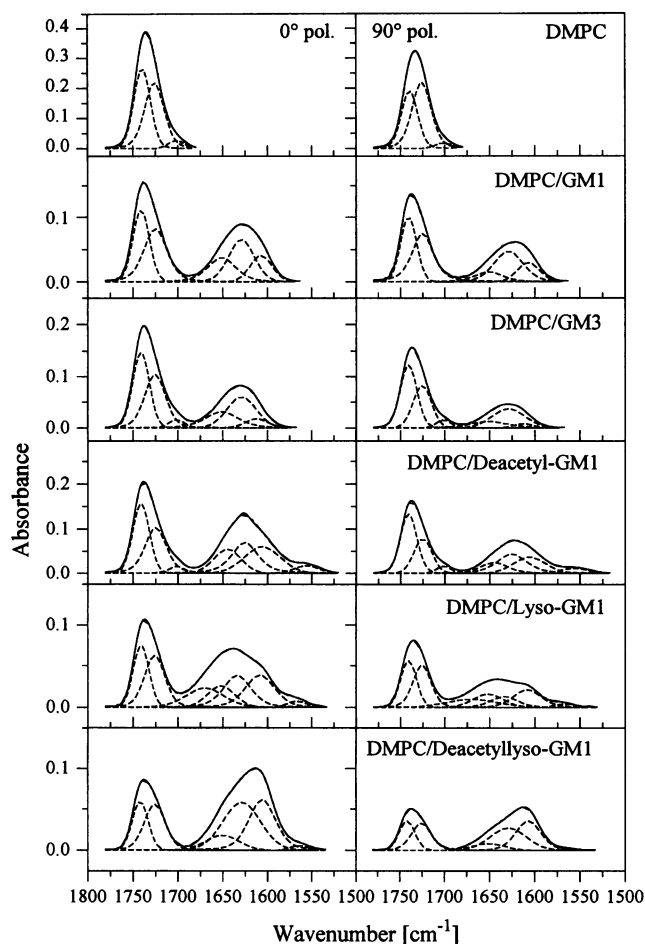 0° pol.
90° pol.
DMPC
0.4
0.3
0.2
0.1
0.0
DMPC/GM1
0.1
0.0
DMPC/GM3
0.2
0.1
0.0
DMPC/Deacetyl-GM1
0.2
0.1
0.0
DMPC/Lyso-GM1
0.1
0.0
DMPC/Deacetyllyso-GM1
0.1
0.0
Absorbance
1800 1750 1700 1650 1600 1550 1500 1750 1700 1650 1600 1550 1500
Wavenumber [cm⁻¹]